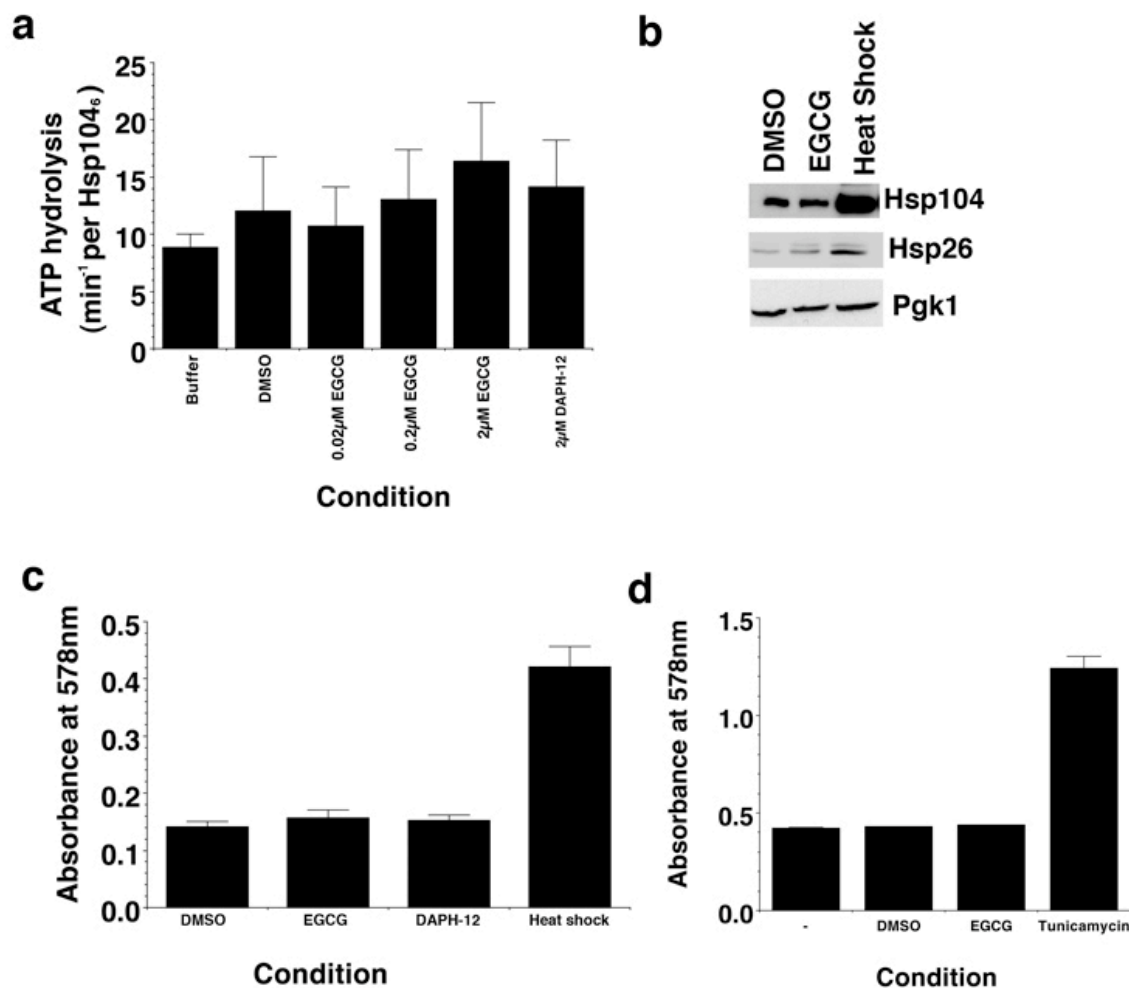 a
ATP hydrolysis
(min⁻¹ per Hsp104₆)
25
20
15
10
5
0
Buffer
DMSO
0.02µM EGCG
0.2µM EGCG
2µM EGCG
2µM DAPH-12
Condition
b
DMSO
EGCG
Heat Shock
Hsp104
Hsp26
Pgk1
c
Absorbance at 578nm
0.5
0.4
0.3
0.2
0.1
0.0
DMSO
EGCG
DAPH-12
Heat shock
Condition
d
Absorbance at 578nm
1.5
1.0
0.5
0.0
-
DMSO
EGCG
Tunicamycin
Condition